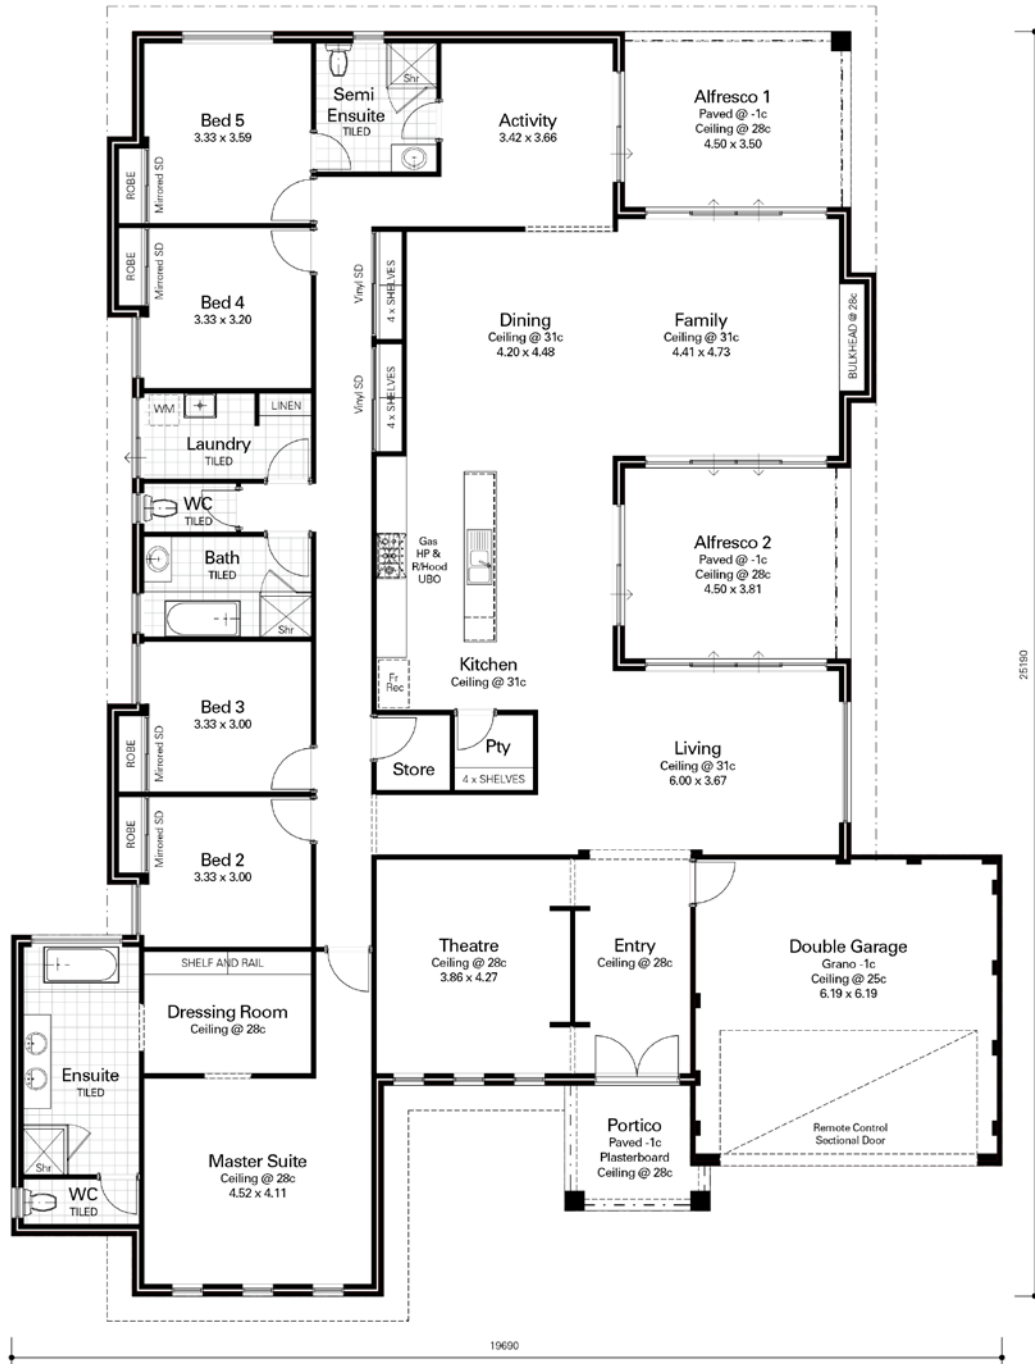 Bed 5
3.33 x 3.59
Semi
Ensuite
TILED
Shr
Activity
3.42 x 3.66
Alfresco 1
Paved @ -1c
Ceiling @ 28c
4.50 x 3.50
ROBE
Mirrored SD
ROBE
Mirrored SD
Bed 4
3.33 x 3.20
Vinyl SD
4 x SHELVES
Vinyl SD
4 x SHELVES
Dining
Ceiling @ 31c
4.20 x 4.48
Family
Ceiling @ 31c
4.41 x 4.73
BULKHEAD @ 28c
WM
LINEN
Laundry
TILED
WC
TILED
Bath
TILED
Shr
Gas
HP &
R/Hood
UBO
Alfresco 2
Paved @ -1c
Ceiling @ 28c
4.50 x 3.81
Kitchen
Ceiling @ 31c
Fr
Rec
Bed 3
3.33 x 3.00
ROBE
Mirrored SD
Store
Pty
4 x SHELVES
Living
Ceiling @ 31c
6.00 x 3.67
25190
ROBE
Mirrored SD
Bed 2
3.33 x 3.00
SHELF AND RAIL
Dressing Room
Ceiling @ 28c
Theatre
Ceiling @ 28c
3.86 x 4.27
Entry
Ceiling @ 28c
Double Garage
Grano -1c
Ceiling @ 25c
6.19 x 6.19
Ensuite
TILED
Shr
WC
TILED
Master Suite
Ceiling @ 28c
4.52 x 4.11
Portico
Paved -1c
Plasterboard
Ceiling @ 28c
Remote Control
Sectional Door
19690